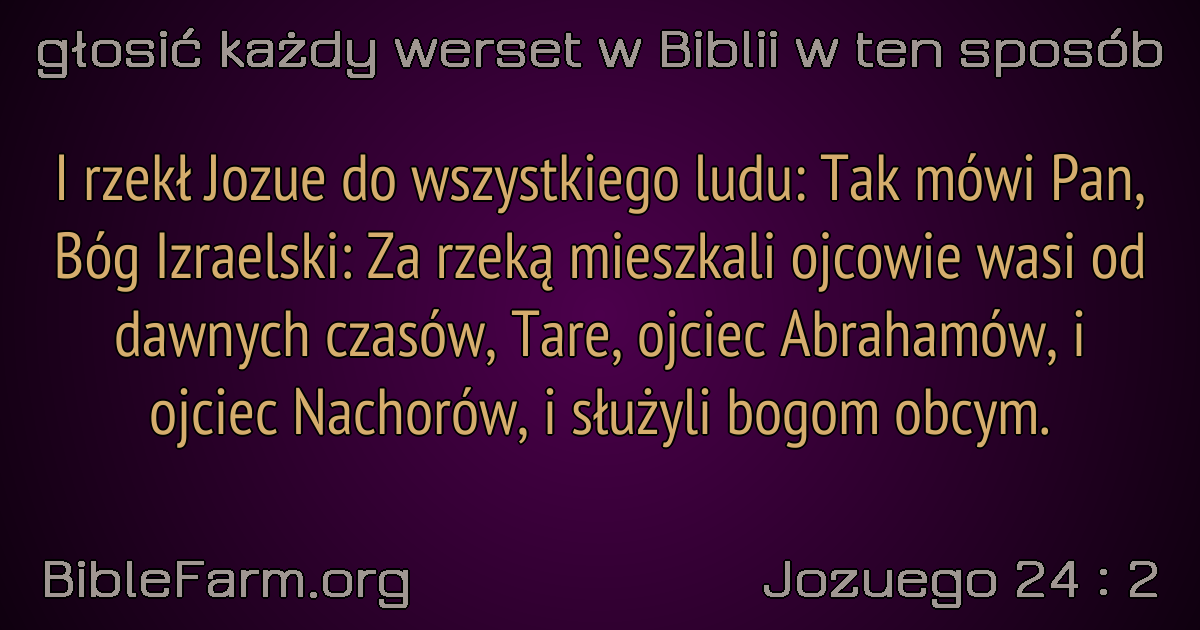 głosić każdy werset w Biblii w ten sposób
I rzekł Jozue do wszystkiego ludu: Tak mówi Pan,
Bóg Izraelski: Za rzeką mieszkali ojcowie wasi od
dawnych czasów, Tare, ojciec Abrahamów, i
ojciec Nachorów, i służyli bogom obcym.
BibleFarm.org
Jozuego 24 : 2